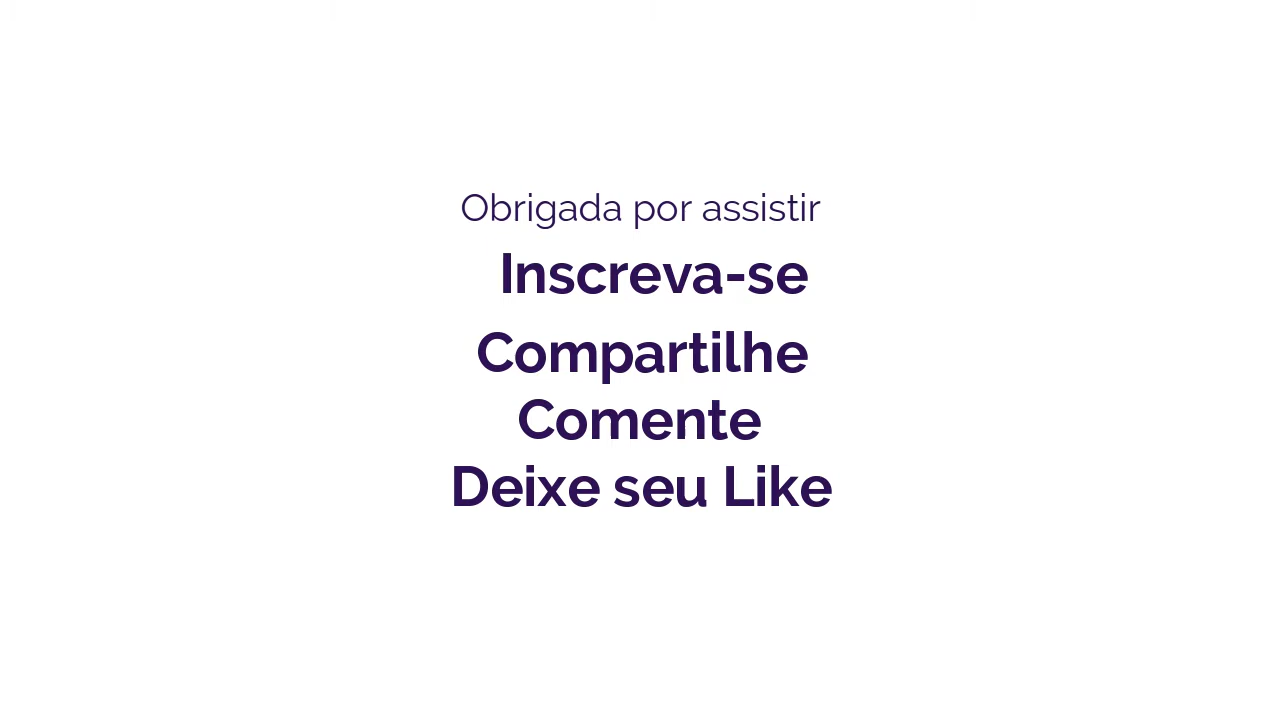 Obrigada por assistir
Inscreva-se
Compartilhe
Comente
Deixe seu Like